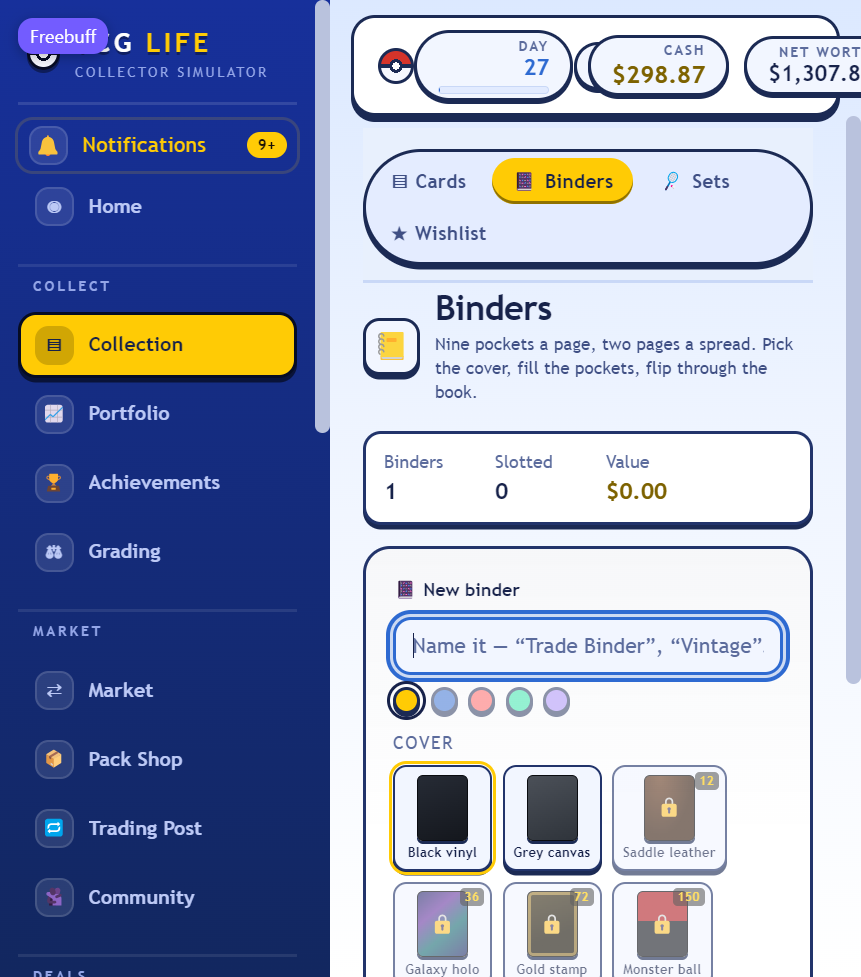 Freebuff
CG LIFE
COLLECTOR SIMULATOR
Notifications
9+
Home
COLLECT
Collection
Portfolio
Achievements
Grading
MARKET
Market
Pack Shop
Trading Post
Community
DEALS
DAY
27
CASH
$298.87
NET WORT
$1,307.8
Cards
Binders
Sets
★ Wishlist
Binders
Nine pockets a page, two pages a spread. Pick
the cover, fill the pockets, flip through the
book.
Binders
Slotted
Value
1
0
$0.00
New binder
Name it — “Trade Binder”, “Vintage”.
COVER
Black vinyl
Grey canvas
12
Saddle leather
36
Galaxy holo
72
Gold stamp
150
Monster ball